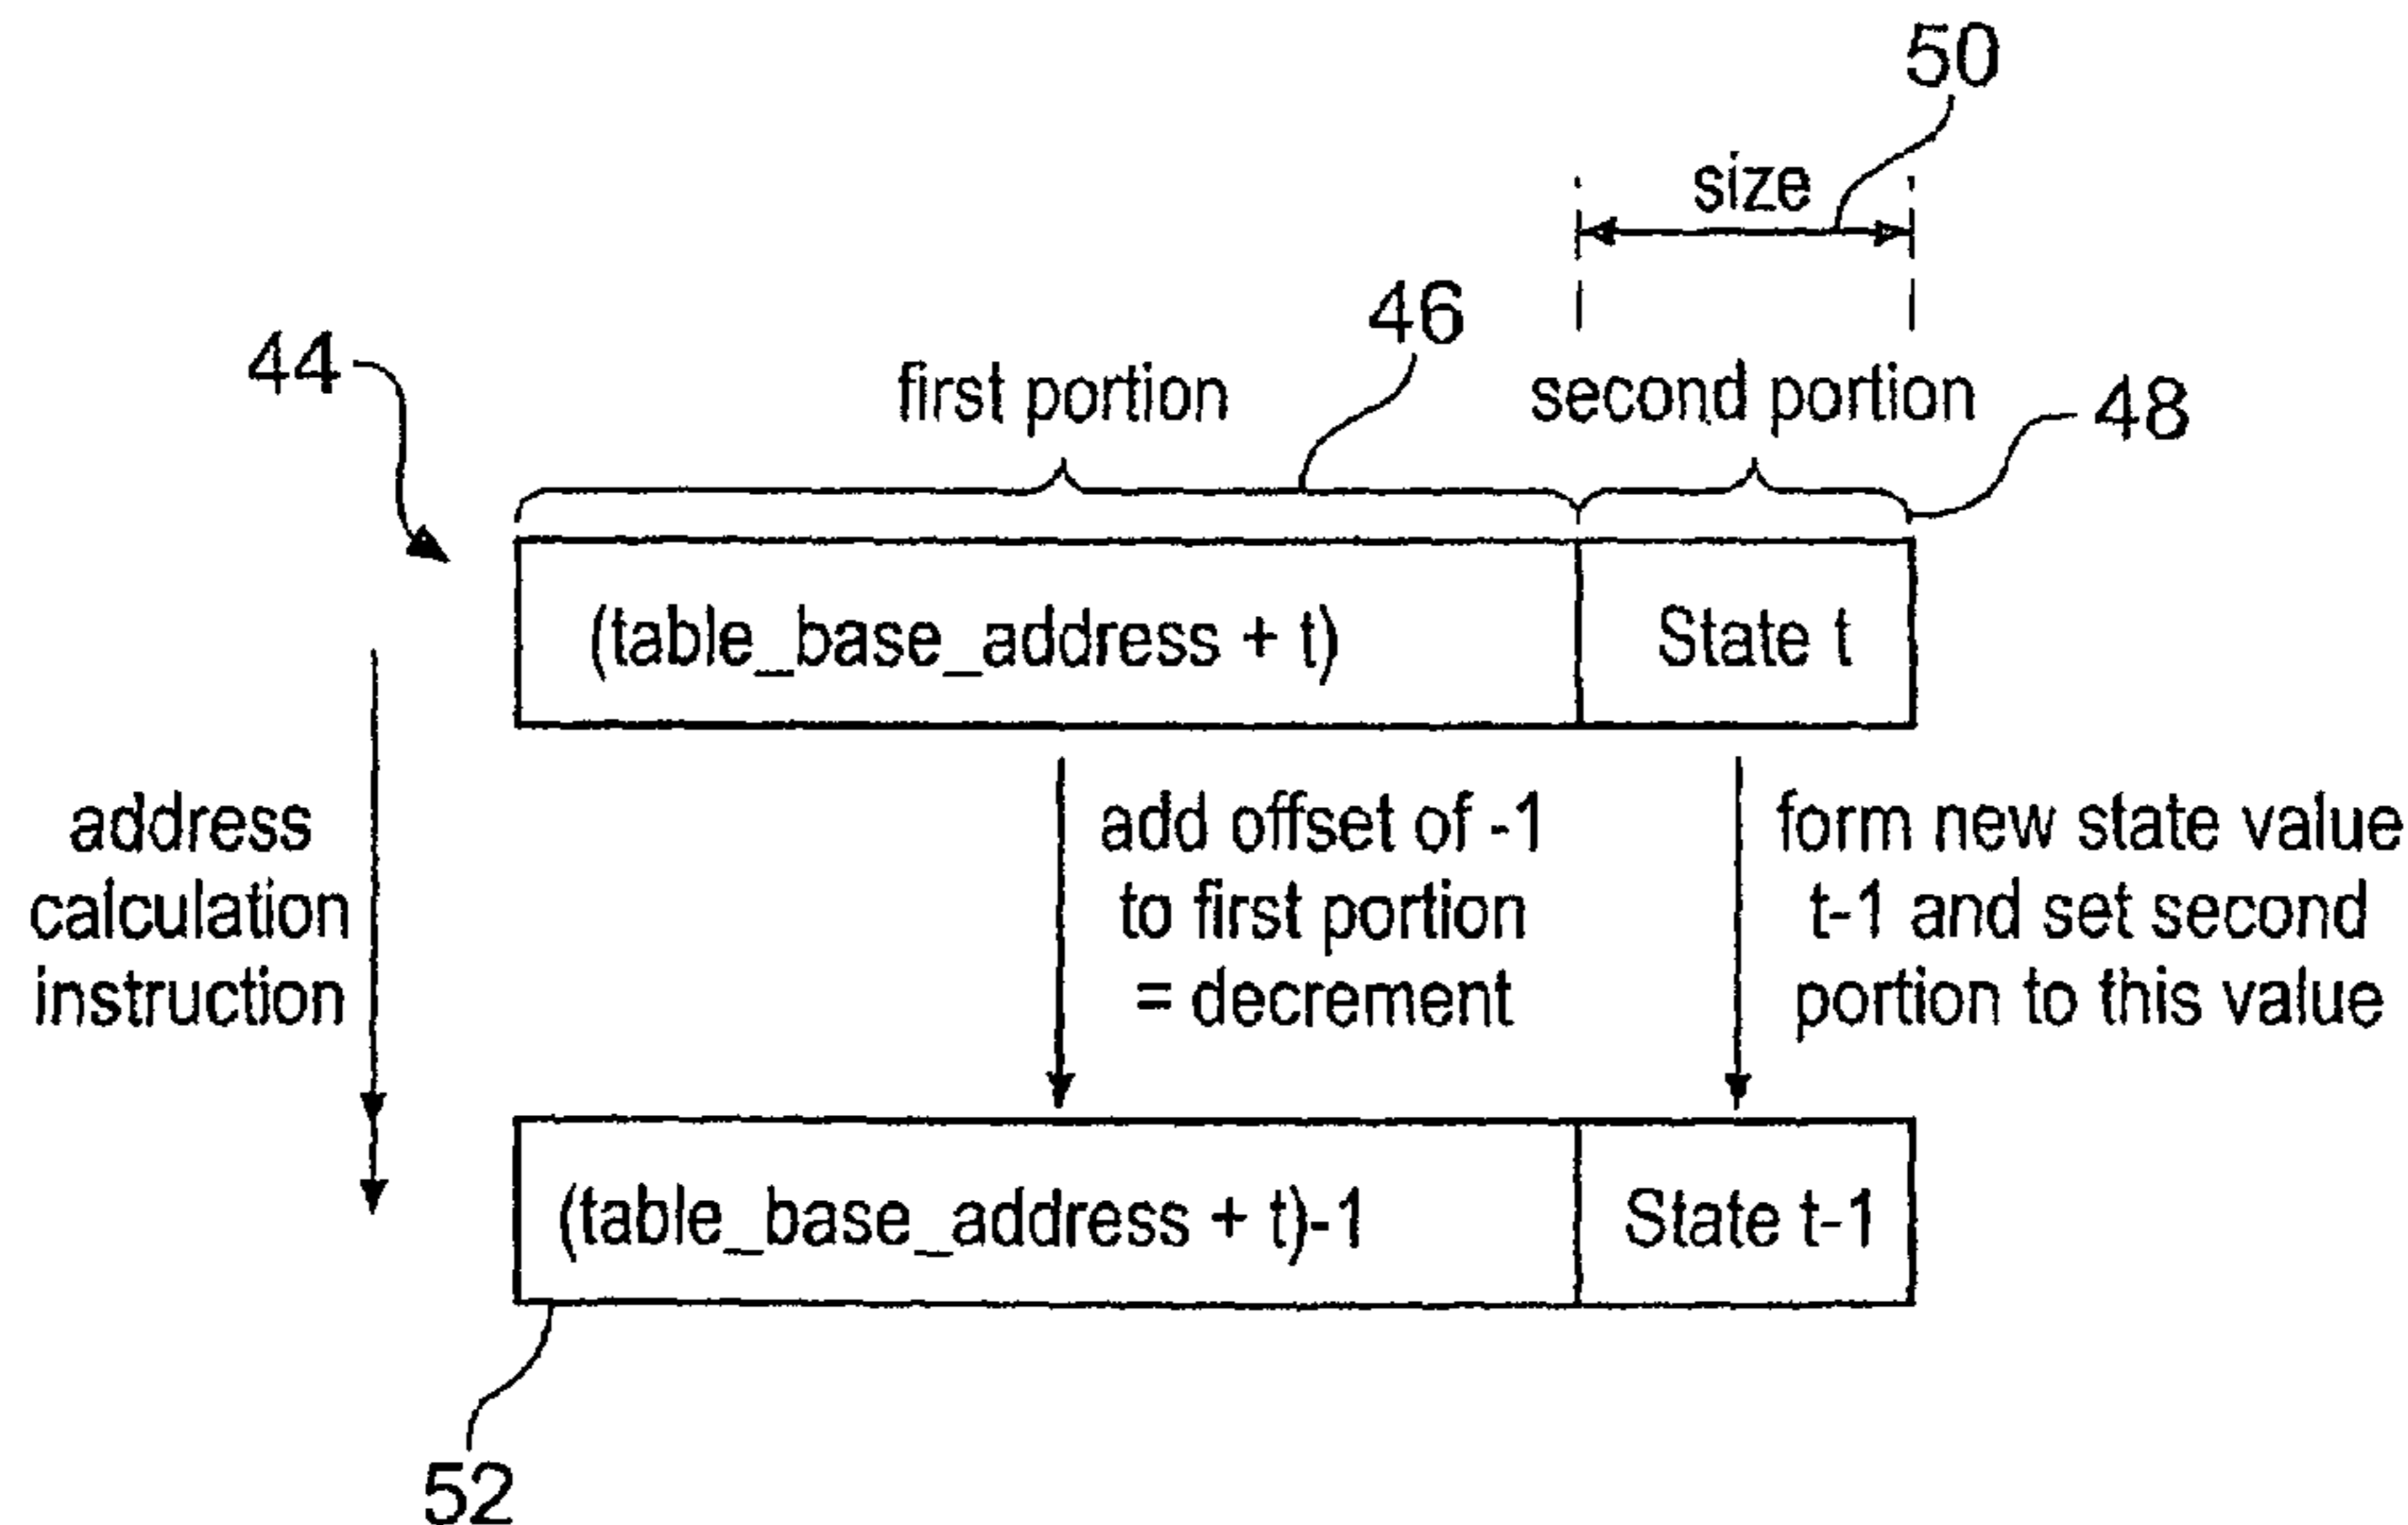 50
size
46
44
first portion
second portion
48
(table_base_address + t)
State t
address
calculation
instruction
add offset of -1
to first portion
= decrement
form new state value
t-1 and set second
portion to this value
(table_base_address + t)-1
State t-1
52